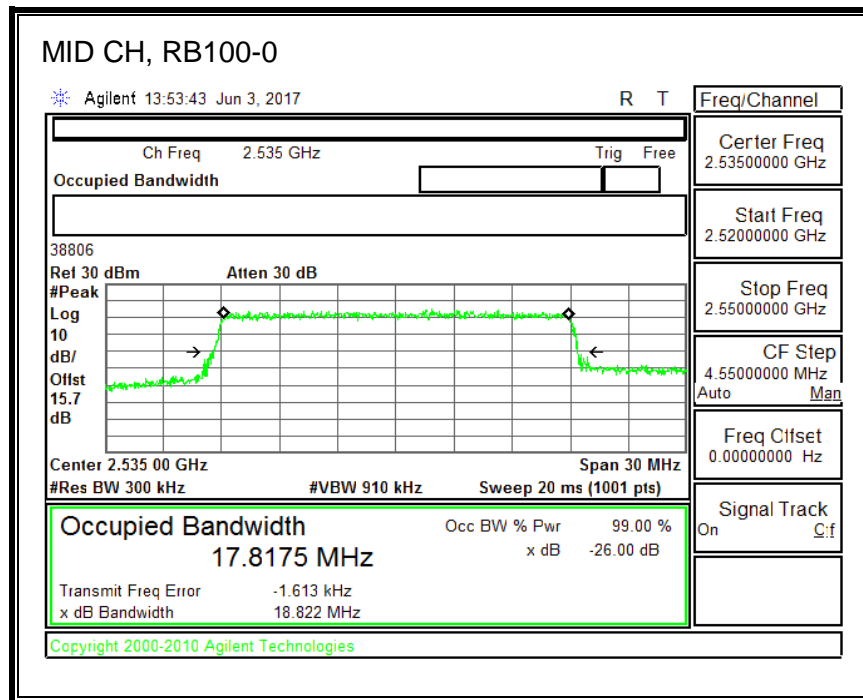 MID CH, RB100-0
Agilent 13:53:43 Jun 3, 2017 R T
Freq/Channel
Ch Freq 2.535 GHz Trig Free
Occupied Bandwidth
Center Freq
2.53500000 GHz
Start Freq
2.52000000 GHz
Stop Freq
2.55000000 GHz
CF Step
4.55000000 MHz
Auto Man
Freq Offset
0.00000000 Hz
Signal Track
On Off
38806
Ref 30 dBm Atten 30 dB
#Peak
Log
10
dB/
Offst
15.7
dB
Center 2.535 00 GHz Span 30 MHz
#Res BW 300 kHz #VBW 910 kHz Sweep 20 ms (1001 pts)
Occupied Bandwidth
17.8175 MHz
Occ BW % Pwr 99.00 %
x dB -26.00 dB
Transmit Freq Error -1.613 kHz
x dB Bandwidth 18.822 MHz
Copyright 2000-2010 Agilent Technologies